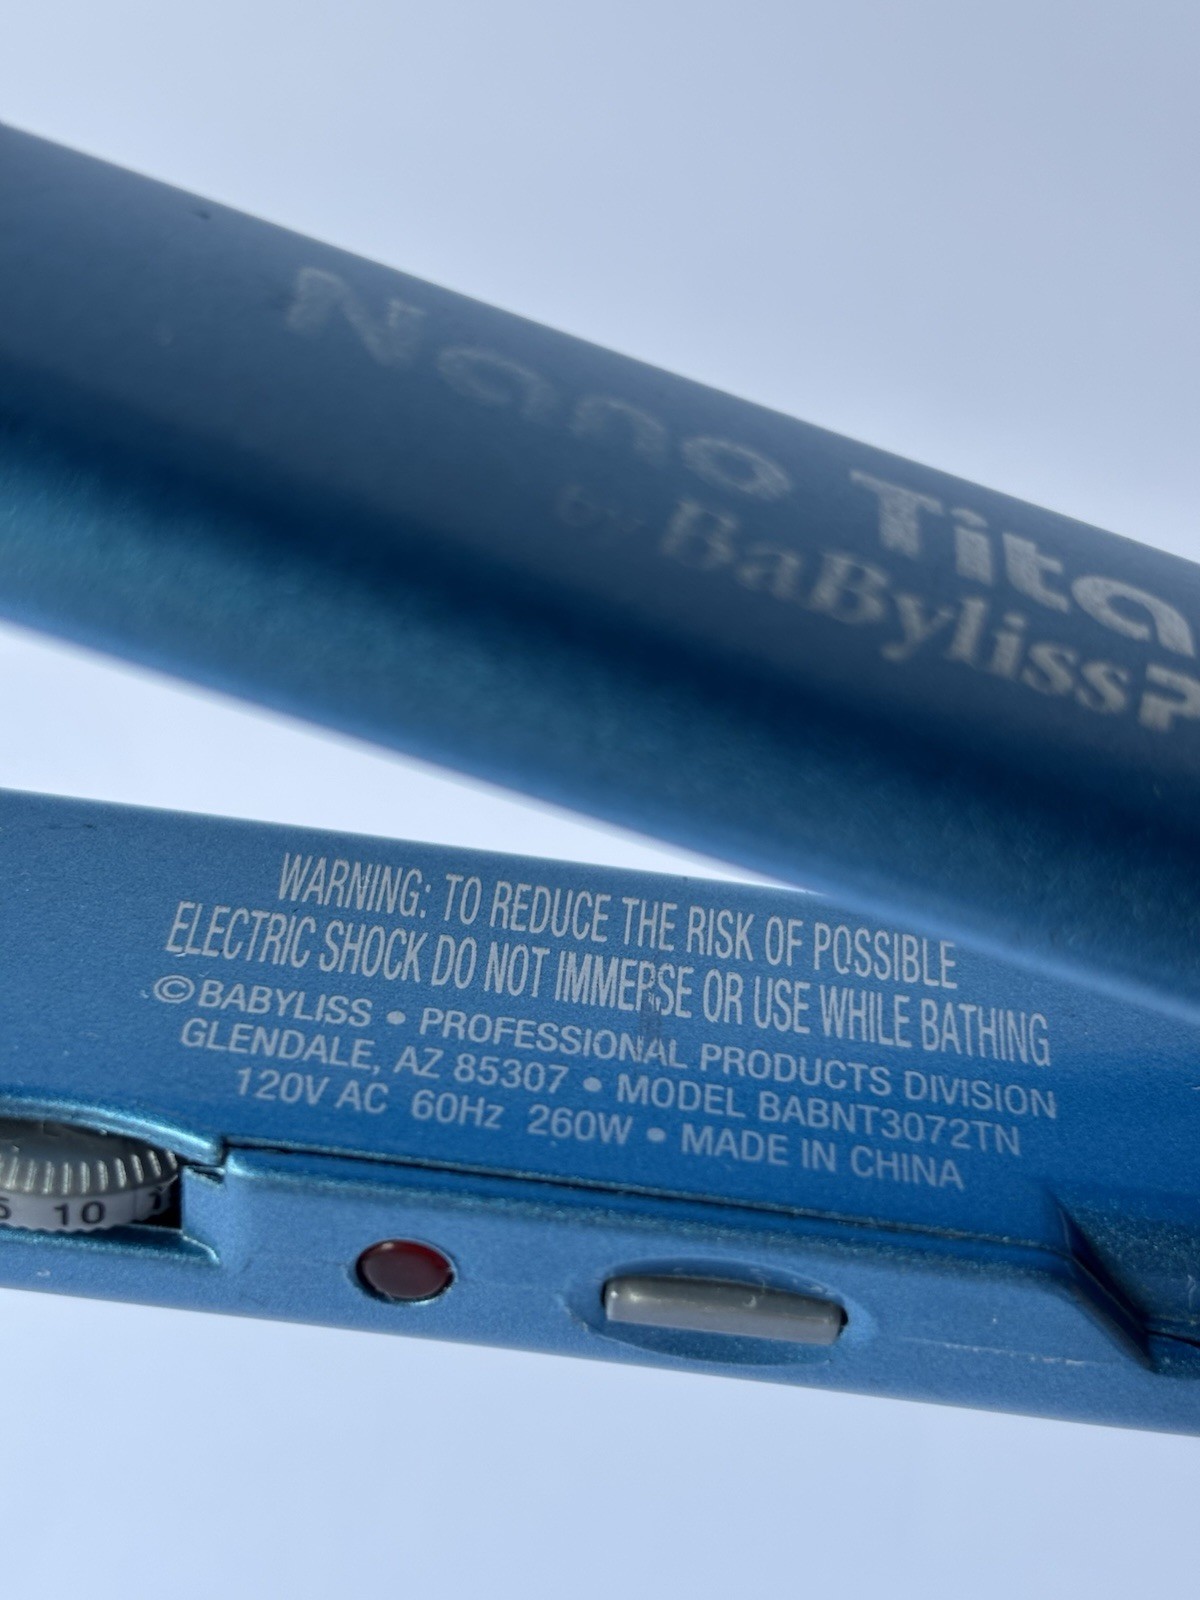 Nano Tita
by BaBylissP
WARNING: TO REDUCE THE RISK OF POSSIBLE
ELECTRIC SHOCK DO NOT IMMERSE OR USE WHILE BATHING
©BABYLISS • PROFESSIONAL PRODUCTS DIVISION
GLENDALE, AZ 85307 • MODEL BABNT3072TN
120V AC 60Hz 260W • MADE IN CHINA
5 10